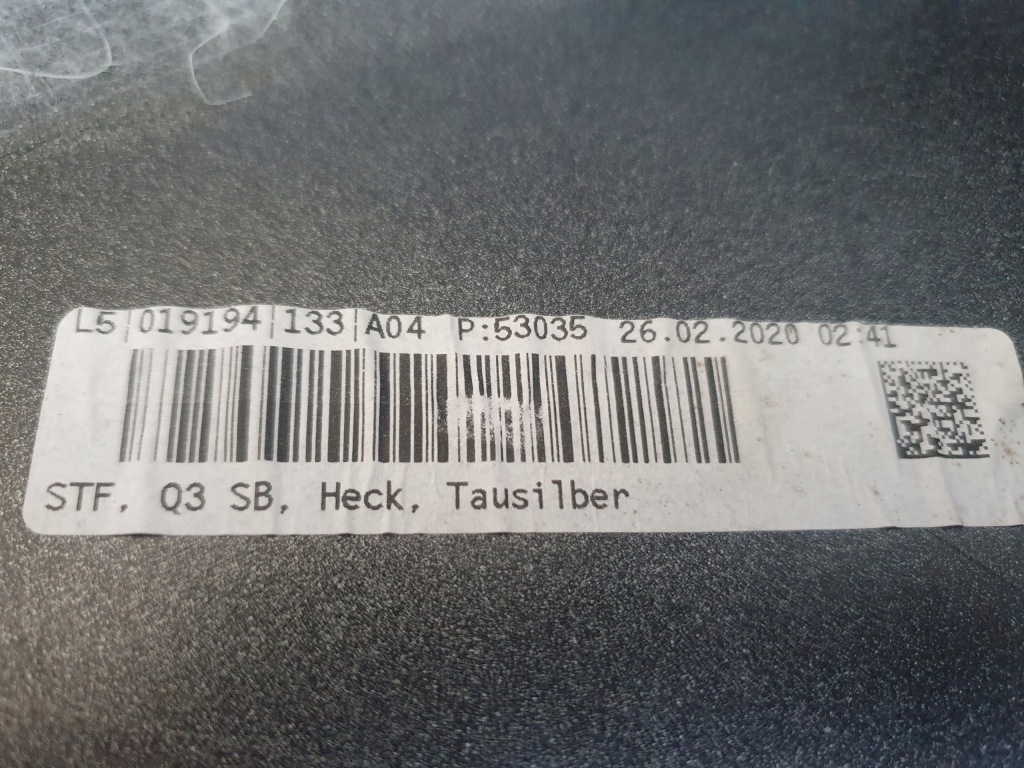 L5|019194|133|A04 P:53035 26.02.2020 02:41
STF, Q3 SB, Heck, Tausilber